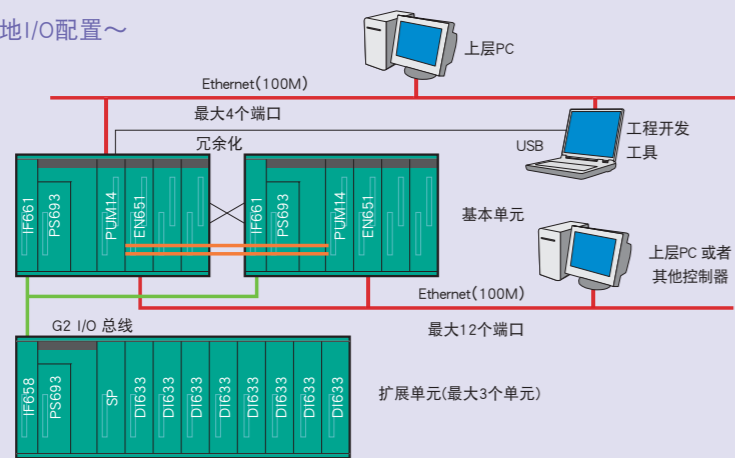 地I/O配置～
上层PC
Ethernet(100M)
最大4个端口
冗余化
USB
工程开发
工具
IF661
PS693
PUM14
EN651
IF661
PS693
PUM14
EN651
基本单元
上层PC 或者
其他控制器
Ethernet(100M)
最大12个端口
G2 I/O 总线
IF658
PS693
SP
DI633
DI633
DI633
DI633
DI633
DI633
DI633
DI633
扩展单元(最大3个单元)